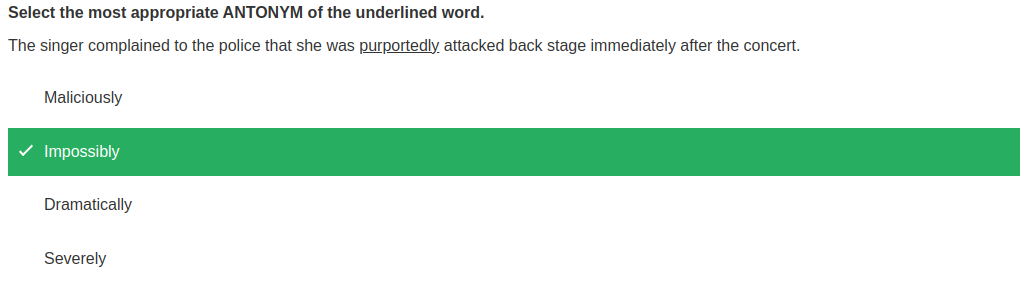 Select the most appropriate ANTONYM of the underlined word.
The singer complained to the police that she was purportedly attacked back stage immediately after the concert.
Maliciously
Impossibly
Dramatically
Severely